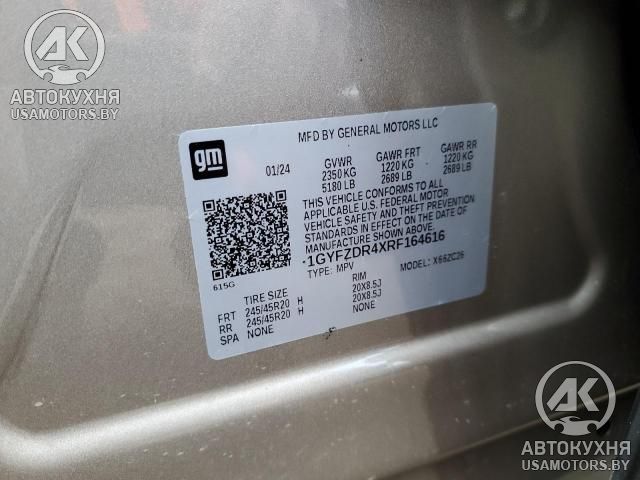 AK
АВТОКУХНЯ
USAMOTORS.BY
MFD BY GENERAL MOTORS LLC
gm
01/24
GVWR GAWR FRT GAWR RR
2350 KG 1220 KG 1220 KG
5180 LB 2689 LB 2689 LB
THIS VEHICLE CONFORMS TO ALL
APPLICABLE U.S. FEDERAL MOTOR
VEHICLE SAFETY AND THEFT PREVENTION
STANDARDS IN EFFECT ON THE DATE OF
MANUFACTURE SHOWN ABOVE.
1GYFZDR4XRF164616
TYPE: MPV MODEL: X66ZC26
615G
TIRE SIZE RIM
FRT 245/45R20 H 20X8.5J
RR 245/45R20 H 20X8.5J
SPA NONE NONE
AK
АВТОКУХНЯ
USAMOTORS.BY